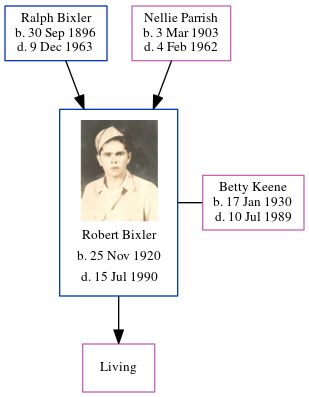 Ralph Bixler
b. 30 Sep 1896
d. 9 Dec 1963
Nellie Parrish
b. 3 Mar 1903
d. 4 Feb 1962
Robert Bixler
b. 25 Nov 1920
d. 15 Jul 1990
Betty Keene
b. 17 Jan 1930
d. 10 Jul 1989
Living